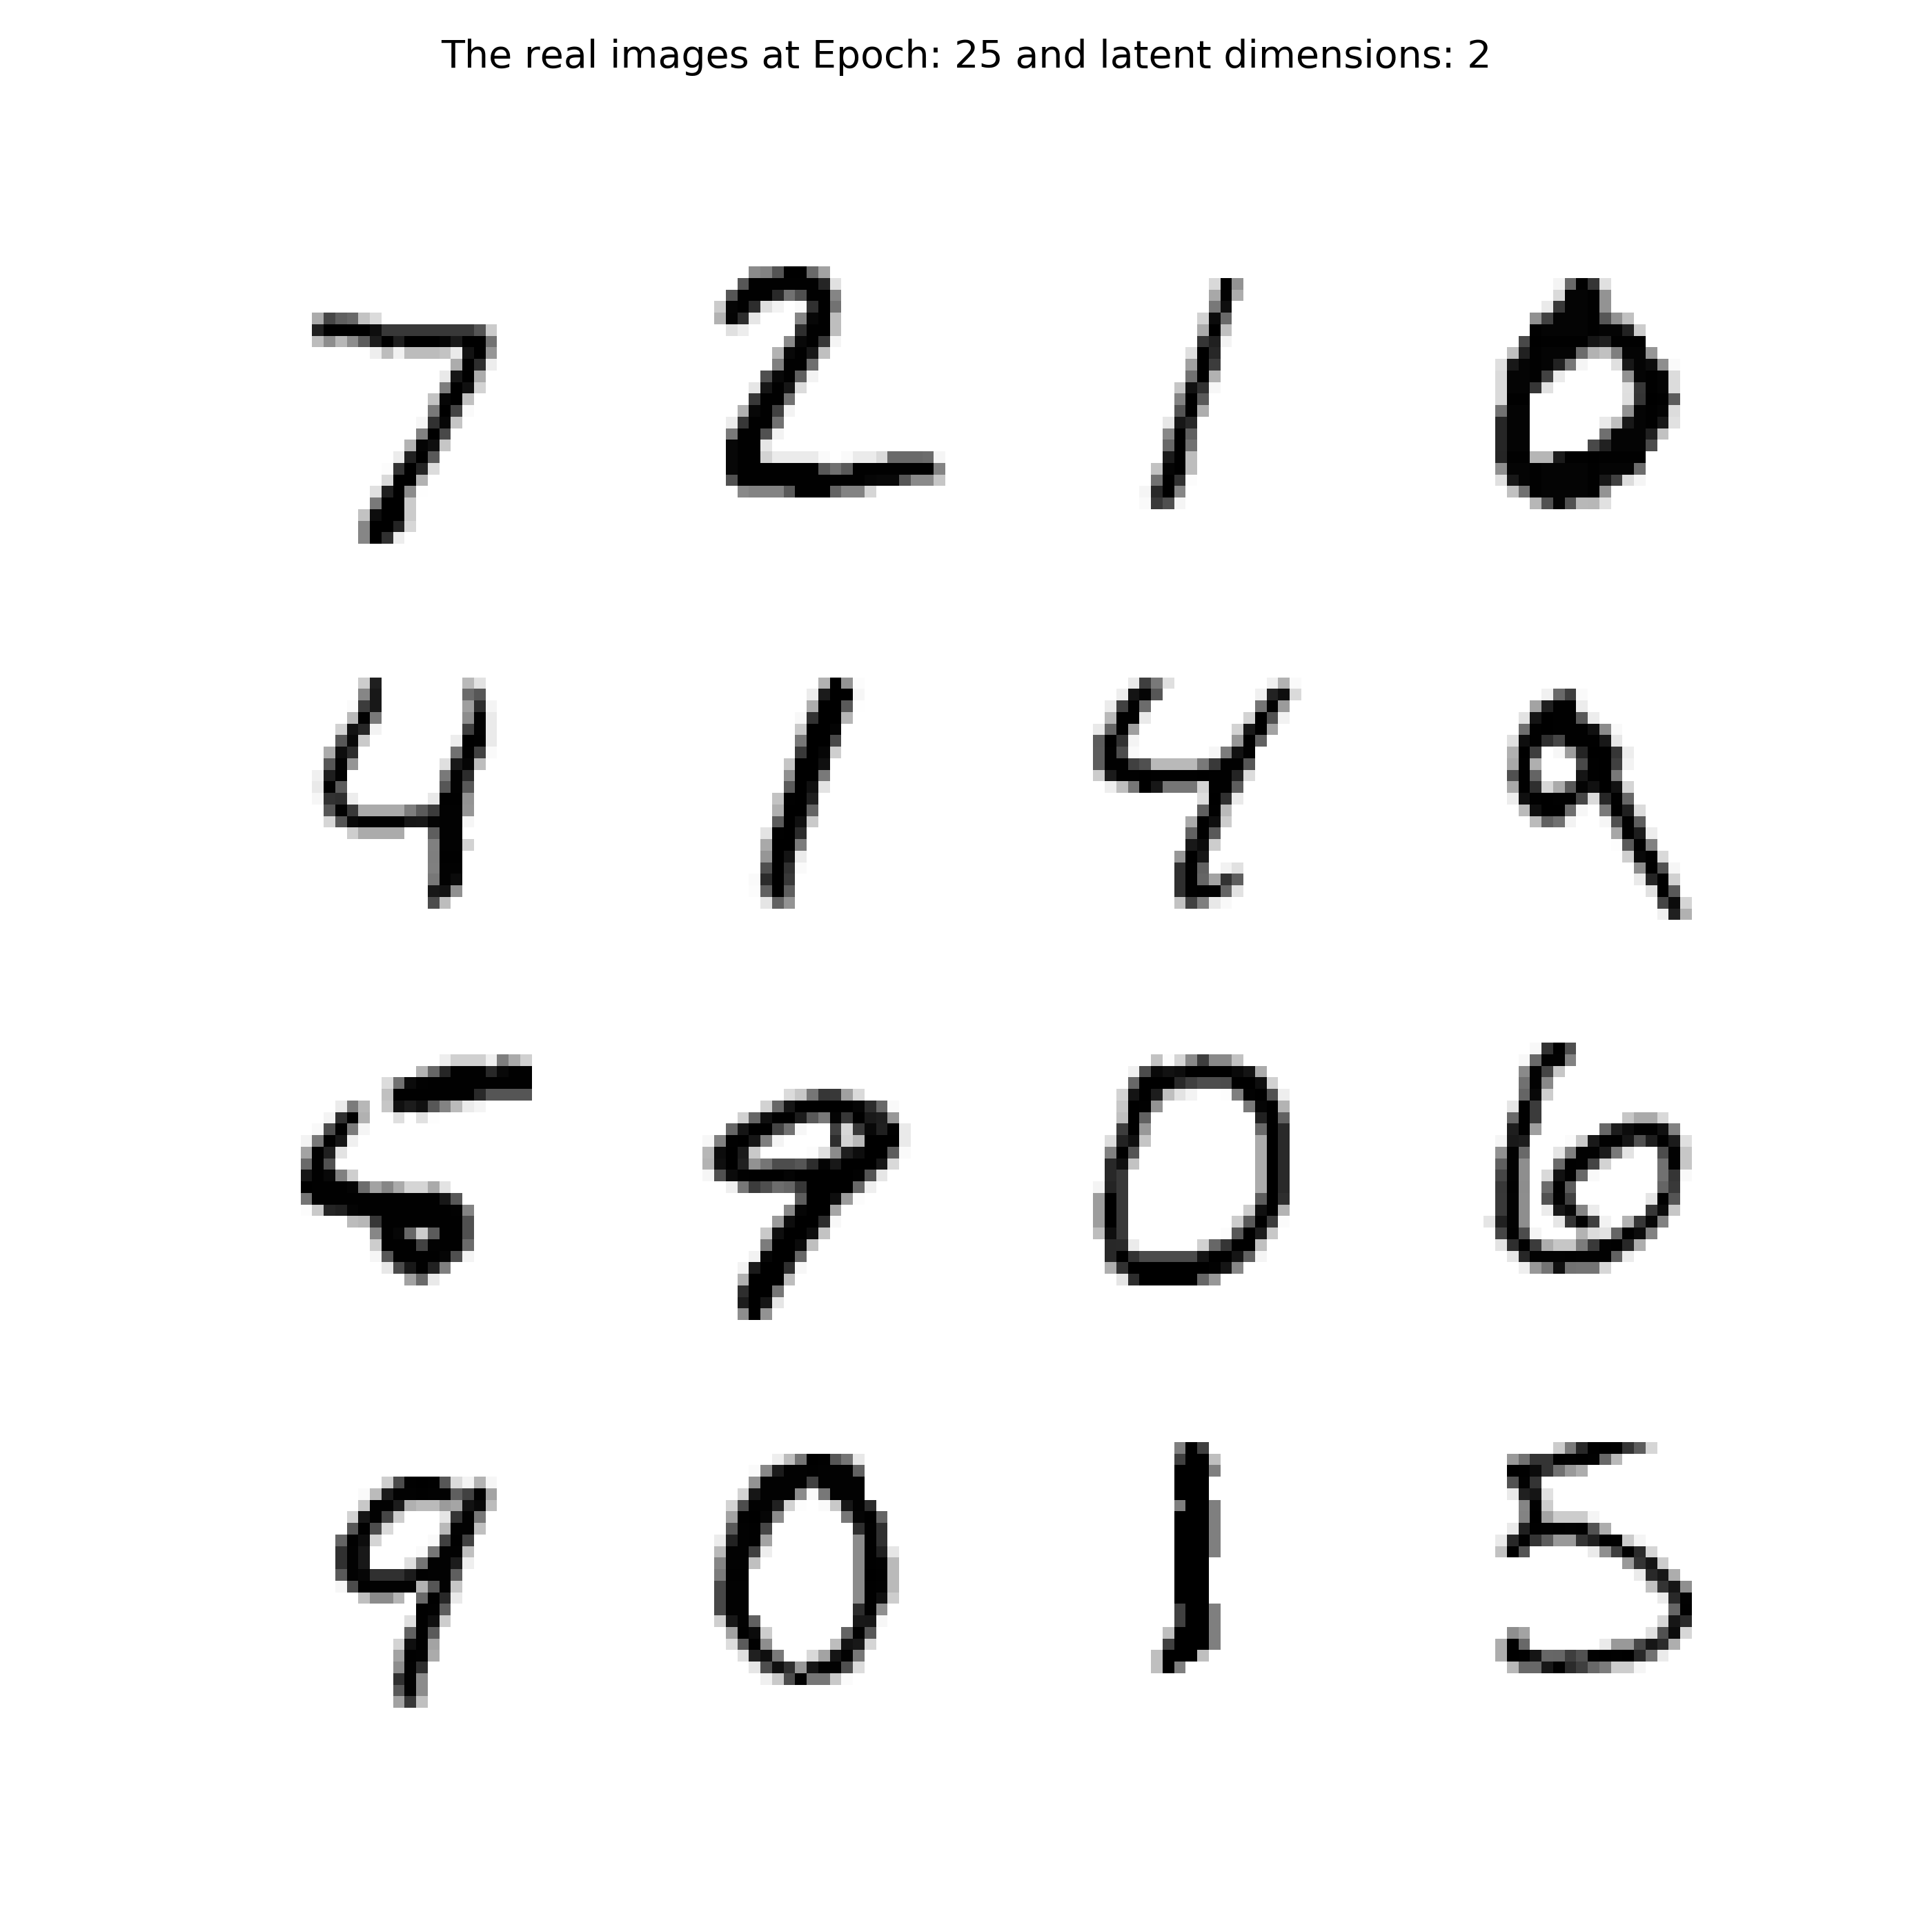 The real images at Epoch: 25 and latent dimensions: 2
7 2 1 0
4 1 4 9
5 9 0 6
9 0 1 5